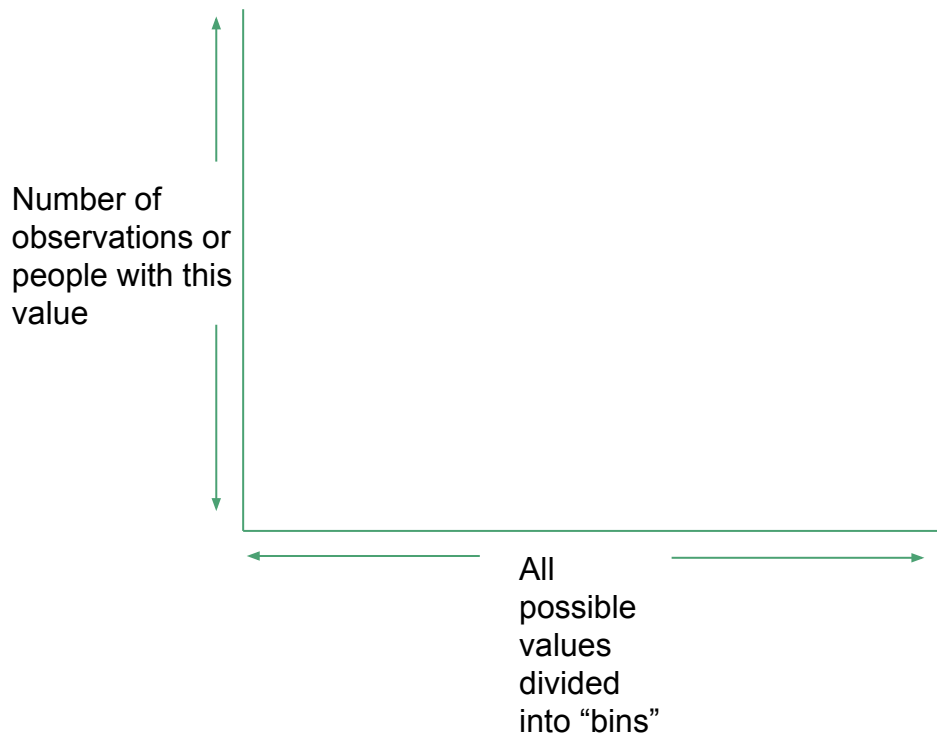 Number of
observations or
people with this
value
All
possible
values
divided
into “bins”